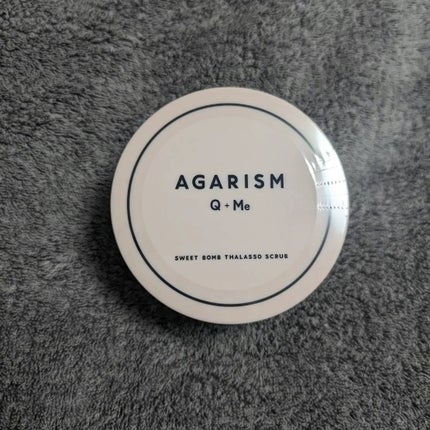 AGARISM
Q + Me
SWEET BOMB THALASSO SCRUB